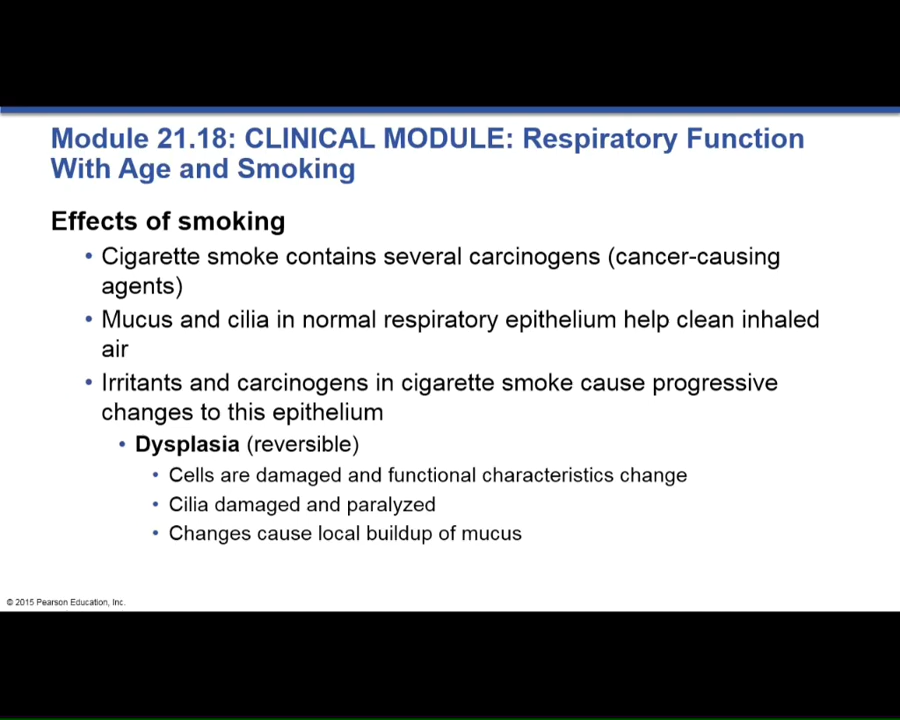 Module 21.18: CLINICAL MODULE: Respiratory Function
With Age and Smoking
Effects of smoking
• Cigarette smoke contains several carcinogens (cancer-causing
agents)
• Mucus and cilia in normal respiratory epithelium help clean inhaled
air
• Irritants and carcinogens in cigarette smoke cause progressive
changes to this epithelium
• Dysplasia (reversible)
• Cells are damaged and functional characteristics change
• Cilia damaged and paralyzed
• Changes cause local buildup of mucus
© 2015 Pearson Education, Inc.